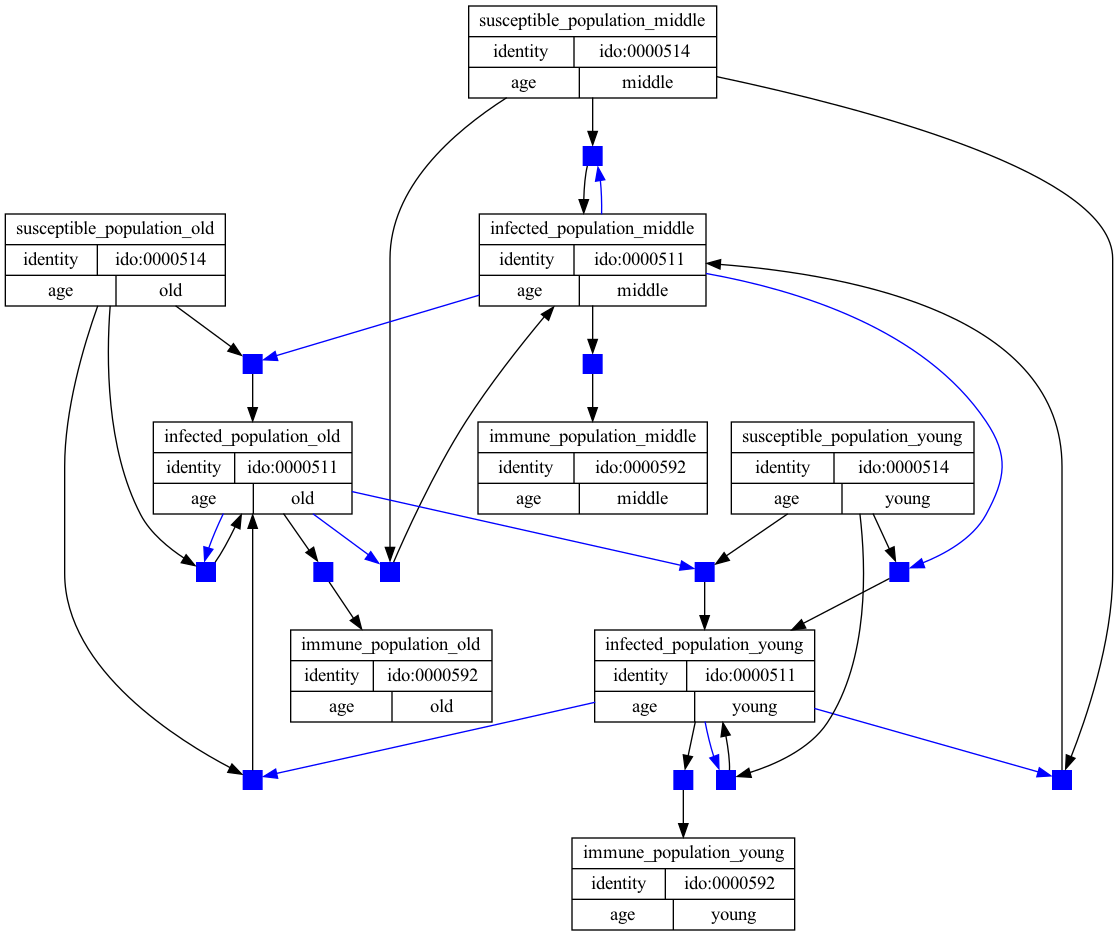 susceptible_population_middle
identity ido:0000514
age middle
susceptible_population_old
identity ido:0000514
age old
infected_population_middle
identity ido:0000511
age middle
infected_population_old
identity ido:0000511
age old
immune_population_middle
identity ido:0000592
age middle
susceptible_population_young
identity ido:0000514
age young
immune_population_old
identity ido:0000592
age old
infected_population_young
identity ido:0000511
age young
immune_population_young
identity ido:0000592
age young